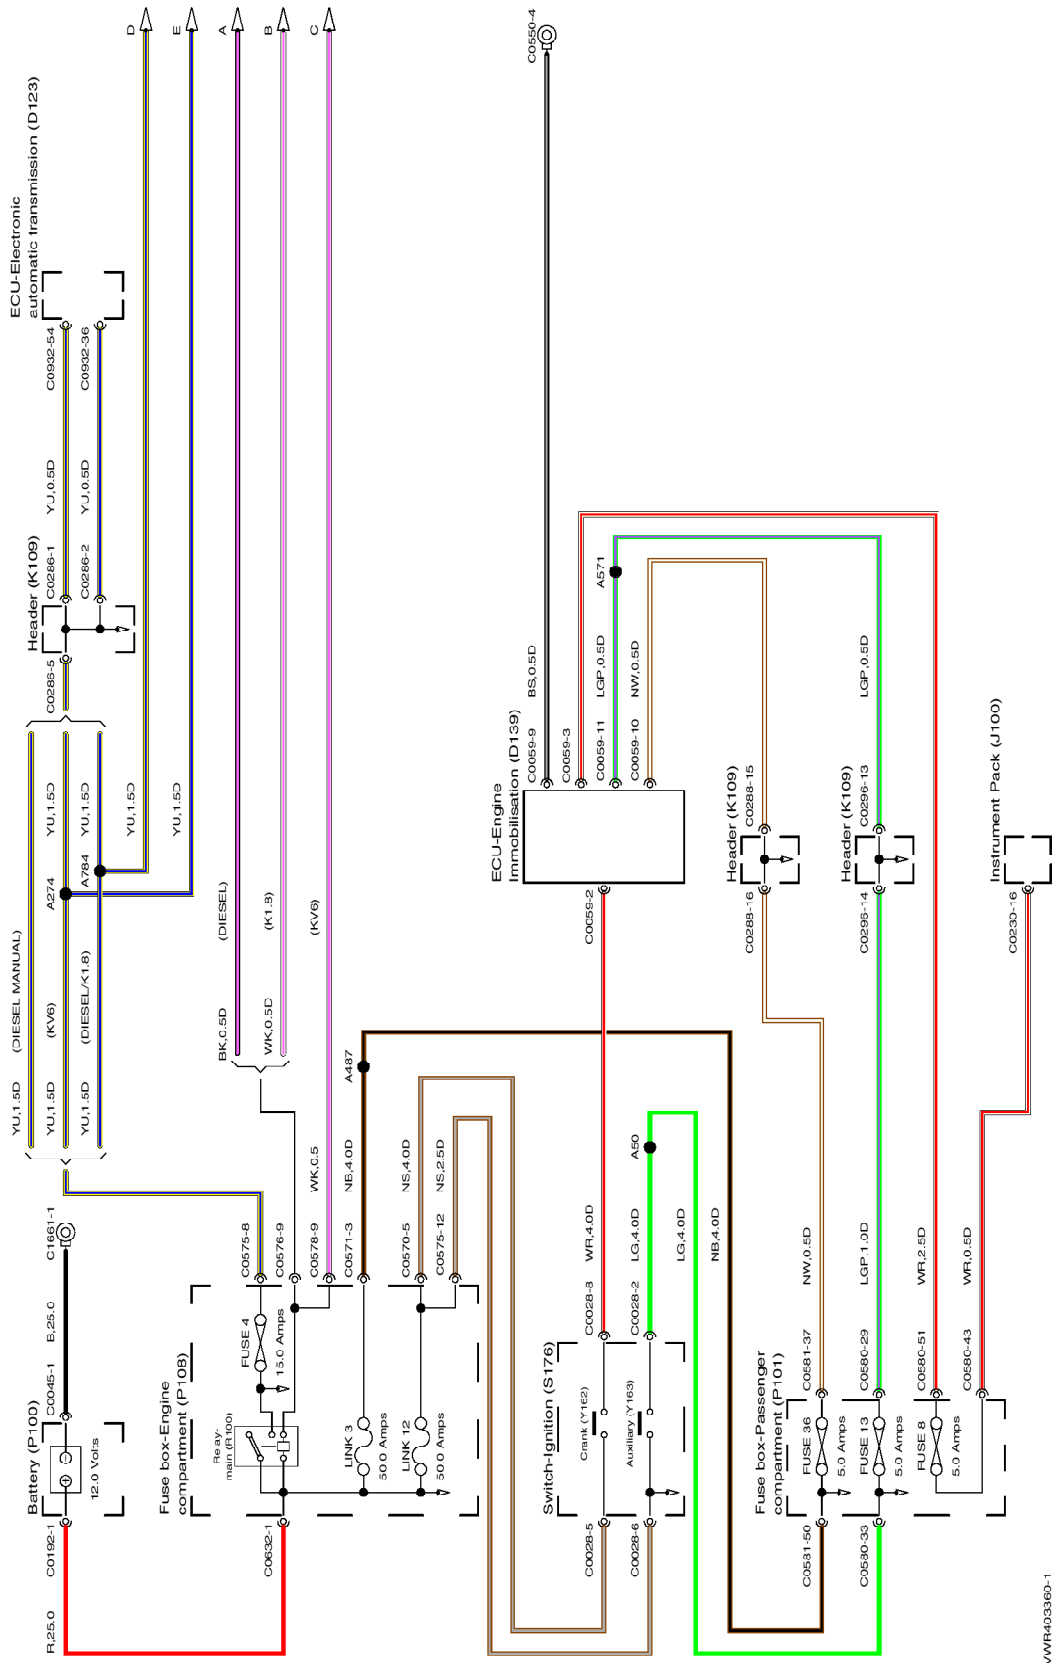 D
E
A
B
C
C0550-4
ECU-Electronic
automatic transmission (D123)
C0932-54
C0932-36
YU,0.5D
YU,0.5D
Header (K109)
C0286-1
C0286-2
C0286-5
YU,1.5D
YU,1.5D
YU,1.5D
YU,1.5D
A274
A784
(DIESEL MANUAL)
(KV6)
(DIESEL/K1.8)
YU,1.5D
YU,1.5D
YU,1.5D
(DIESEL)
(K1.8)
(KV6)
BK,0.5D
WK,0.5D
WK,0.5
A487
NB,4.0D
NS,4.0D
NS,2.5D
BS,0.5D
LGP,0.5D
NW,0.5D
A571
LGP,0.5D
ECU-Engine
Immobilisation (D139)
C0059-9
C0059-3
C0059-11
C0059-10
C0059-2
Header (K109)
C0288-15
C0288-16
Header (K109)
C0296-13
C0296-14
Instrument Pack (J100)
C0230-16
C1661-1
B,25.0
C0045-1
Battery (P100)
12.0 Volts
C0192-1
R,25.0
C0575-8
C0576-9
C0578-9
C0571-3
C0570-5
C0575-12
Fuse box-Engine
compartment (P108)
FUSE 4
15.0 Amps
Relay-
main (R100)
LINK 3
50.0 Amps
LINK 12
50.0 Amps
C0632-1
WR,4.0D
LG,4.0D
A50
LG,4.0D
NB,4.0D
C0028-3
C0028-2
Switch-Ignition (S176)
Crank (Y162)
Auxiliary (Y163)
C0028-5
C0028-6
NW,0.5D
LGP,1.0D
WR,2.5D
WR,0.5D
C0581-37
C0580-29
C0580-51
C0580-43
Fuse box-Passenger
compartment (P101)
FUSE 36
5.0 Amps
FUSE 13
5.0 Amps
FUSE 8
5.0 Amps
C0581-50
C0580-33
VWR403360-1